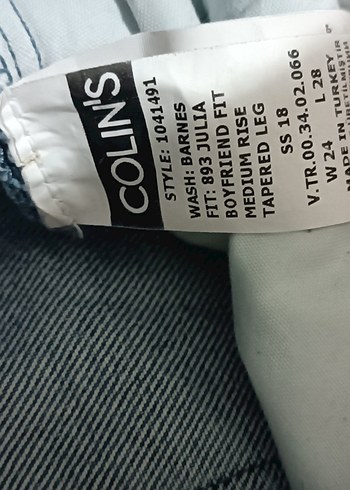 COLIN'S
STYLE: 1041491
WASH: BARNES
FIT: 893 JULIA
BOYFRIEND FIT
MEDIUM RISE
TAPERED LEG
SS 18
V.TR.00.34.02.066
W 24 L 28
MADE IN TURKEY